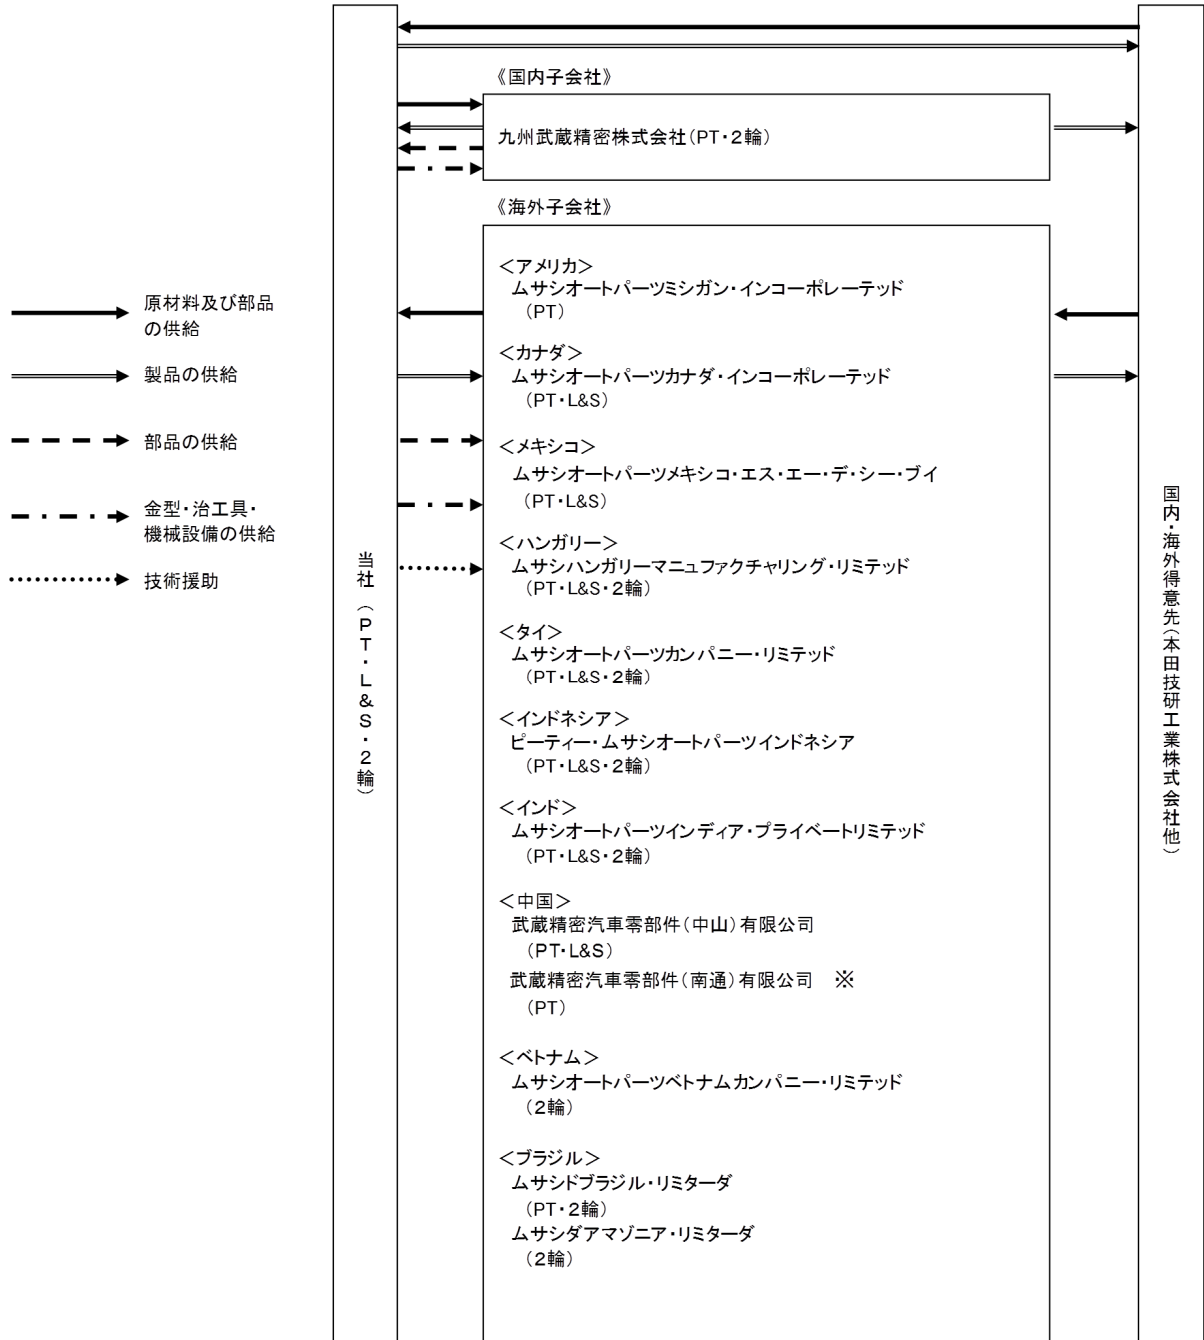 《国内子会社》
九州武蔵精密株式会社(PT・2輪)
《海外子会社》
＜アメリカ＞
ムサシオートパーツミシガン・インコーポレーテッド
(PT)
＜カナダ＞
ムサシオートパーツカナダ・インコーポレーテッド
(PT・L&S)
＜メキシコ＞
ムサシオートパーツメキシコ・エス・エー・デ・シー・ブイ
(PT・L&S)
＜ハンガリー＞
ムサシハンガリーマニュファクチャリング・リミテッド
(PT・L&S・2輪)
＜タイ＞
ムサシオートパーツカンパニー・リミテッド
(PT・L&S・2輪)
＜インドネシア＞
ピーティー・ムサシオートパーツインドネシア
(PT・L&S・2輪)
＜インド＞
ムサシオートパーツインディア・プライベートリミテッド
(PT・L&S・2輪)
＜中国＞
武蔵精密汽車零部件(中山)有限公司
(PT・L&S)
武蔵精密汽車零部件(南通)有限公司　※
(PT)
＜ベトナム＞
ムサシオートパーツベトナムカンパニー・リミテッド
(2輪)
＜ブラジル＞
ムサシドブラジル・リミターダ
(PT・2輪)
ムサシダアマゾニア・リミターダ
(2輪)
原材料及び部品
の供給
製品の供給
部品の供給
金型・治工具・
機械設備の供給
技術援助
当社(PT・L&S・2輪)
国内・海外得意先(本田技研工業株式会社他)